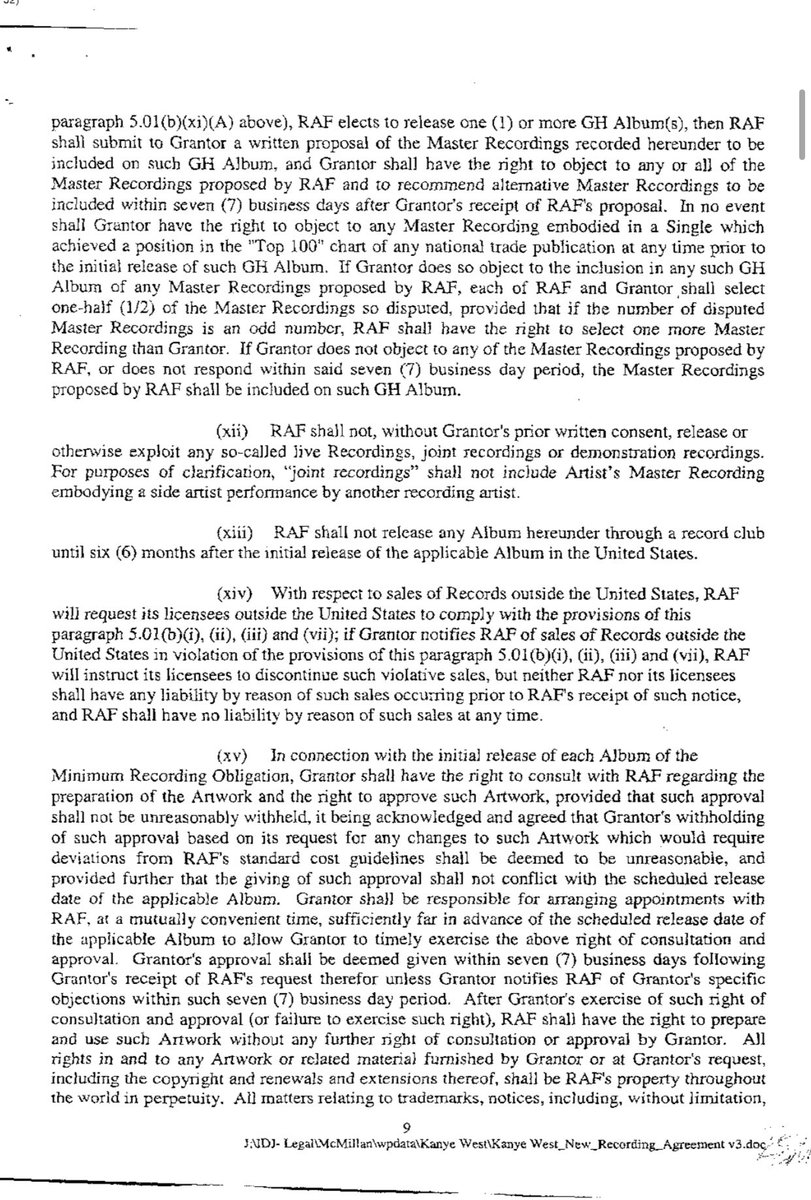 32)
paragraph 5.01(b)(xi)(A) above), RAF elects to release one (1) or more GH Album(s), then RAF
shall submit to Grantor a written proposal of the Master Recordings recorded hereunder to be
included on such GH Album, and Grantor shall have the right to object to any or all of the
Master Recordings proposed by RAF and to recommend alternative Master Recordings to be
included within seven (7) business days after Grantor's receipt of RAF's proposal. In no event
shall Grantor have the right to object to any Master Recording embodied in a Single which
achieved a position in the "Top 100" chart of any national trade publication at any time prior to
the initial release of such GH Album. If Grantor does so object to the inclusion in any such GH
Album of any Master Recordings proposed by RAF, each of RAF and Grantor shall select
one-half (1/2) of the Master Recordings so disputed, provided that if the number of disputed
Master Recordings is an odd number, RAF shall have the right to select one more Master
Recording than Grantor. If Grantor does not object to any of the Master Recordings proposed by
RAF, or does not respond within said seven (7) business day period, the Master Recordings
proposed by RAF shall be included on such GH Album.
(xii) RAF shall not, without Grantor's prior written consent, release or
otherwise exploit any so-called live Recordings, joint recordings or demonstration recordings.
For purposes of clarification, "joint recordings" shall not include Artist's Master Recording
embodying a side artist performance by another recording artist.
(xiii) RAF shall not release any Album hereunder through a record club
until six (6) months after the initial release of the applicable Album in the United States.
(xiv) With respect to sales of Records outside the United States, RAF
will request its licensees outside the United States to comply with the provisions of this
paragraph 5.01(b)(i), (ii), (iii) and (vii); if Grantor notifies RAF of sales of Records outside the
United States in violation of the provisions of this paragraph 5.01(b)(i), (ii), (iii) and (vii), RAF
will instruct its licensees to discontinue such violative sales, but neither RAF nor its licensees
shall have any liability by reason of such sales occurring prior to RAF's receipt of such notice,
and RAF shall have no liability by reason of such sales at any time.
(xv) In connection with the initial release of each Album of the
Minimum Recording Obligation, Grantor shall have the right to consult with RAF regarding the
preparation of the Artwork and the right to approve such Artwork, provided that such approval
shall not be unreasonably withheld, it being acknowledged and agreed that Grantor's withholding
of such approval based on its request for any changes to such Artwork which would require
deviations from RAF's standard cost guidelines shall be deemed to be unreasonable, and
provided further that the giving of such approval shall not conflict with the scheduled release
date of the applicable Album. Grantor shall be responsible for arranging appointments with
RAF, at a mutually convenient time, sufficiently far in advance of the scheduled release date of
the applicable Album to allow Grantor to timely exercise the above right of consultation and
approval. Grantor's approval shall be deemed given within seven (7) business days following
Grantor's receipt of RAF's request therefor unless Grantor notifies RAF of Grantor's specific
objections within such seven (7) business day period. After Grantor's exercise of such right of
consultation and approval (or failure to exercise such right), RAF shall have the right to prepare
and use such Artwork without any further right of consultation or approval by Grantor. All
rights in and to any Artwork or related material furnished by Grantor or at Grantor's request,
including the copyright and renewals and extensions thereof, shall be RAF's property throughout
the world in perpetuity. All matters relating to trademarks, notices, including, without limitation,
9
J:\IDJ- Legal\McMillan\wpdata\Kanye West\Kanye West_New_Recording_Agreement v3.doc